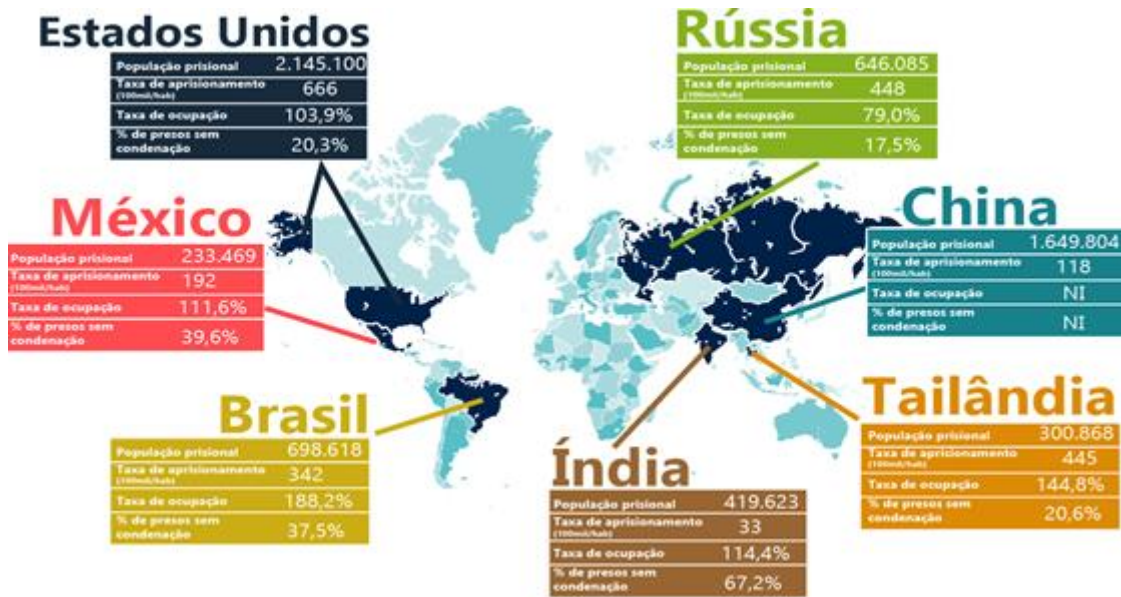 Estados Unidos
População prisional 2.145.100
Taxa de aprisionamento
(100mil/hab) 666
Taxa de ocupação 103,9%
% de presos sem
condenação 20,3%
Rússia
População prisional 646.085
Taxa de aprisionamento
(100mil/hab) 448
Taxa de ocupação 79,0%
% de presos sem
condenação 17,5%
México
População prisional 233.469
Taxa de aprisionamento
(100mil/hab) 192
Taxa de ocupação 111,6%
% de presos sem
condenação 39,6%
China
População prisional 1.649.804
Taxa de aprisionamento
(100mil/hab) 118
Taxa de ocupação NI
% de presos sem
condenação NI
Brasil
População prisional 698.618
Taxa de aprisionamento
(100mil/hab) 342
Taxa de ocupação 188,2%
% de presos sem
condenação 37,5%
Índia
População prisional 419.623
Taxa de aprisionamento
(100mil/hab) 33
Taxa de ocupação 114,4%
% de presos sem
condenação 67,2%
Tailândia
População prisional 300.868
Taxa de aprisionamento
(100mil/hab) 445
Taxa de ocupação 144,8%
% de presos sem
condenação 20,6%